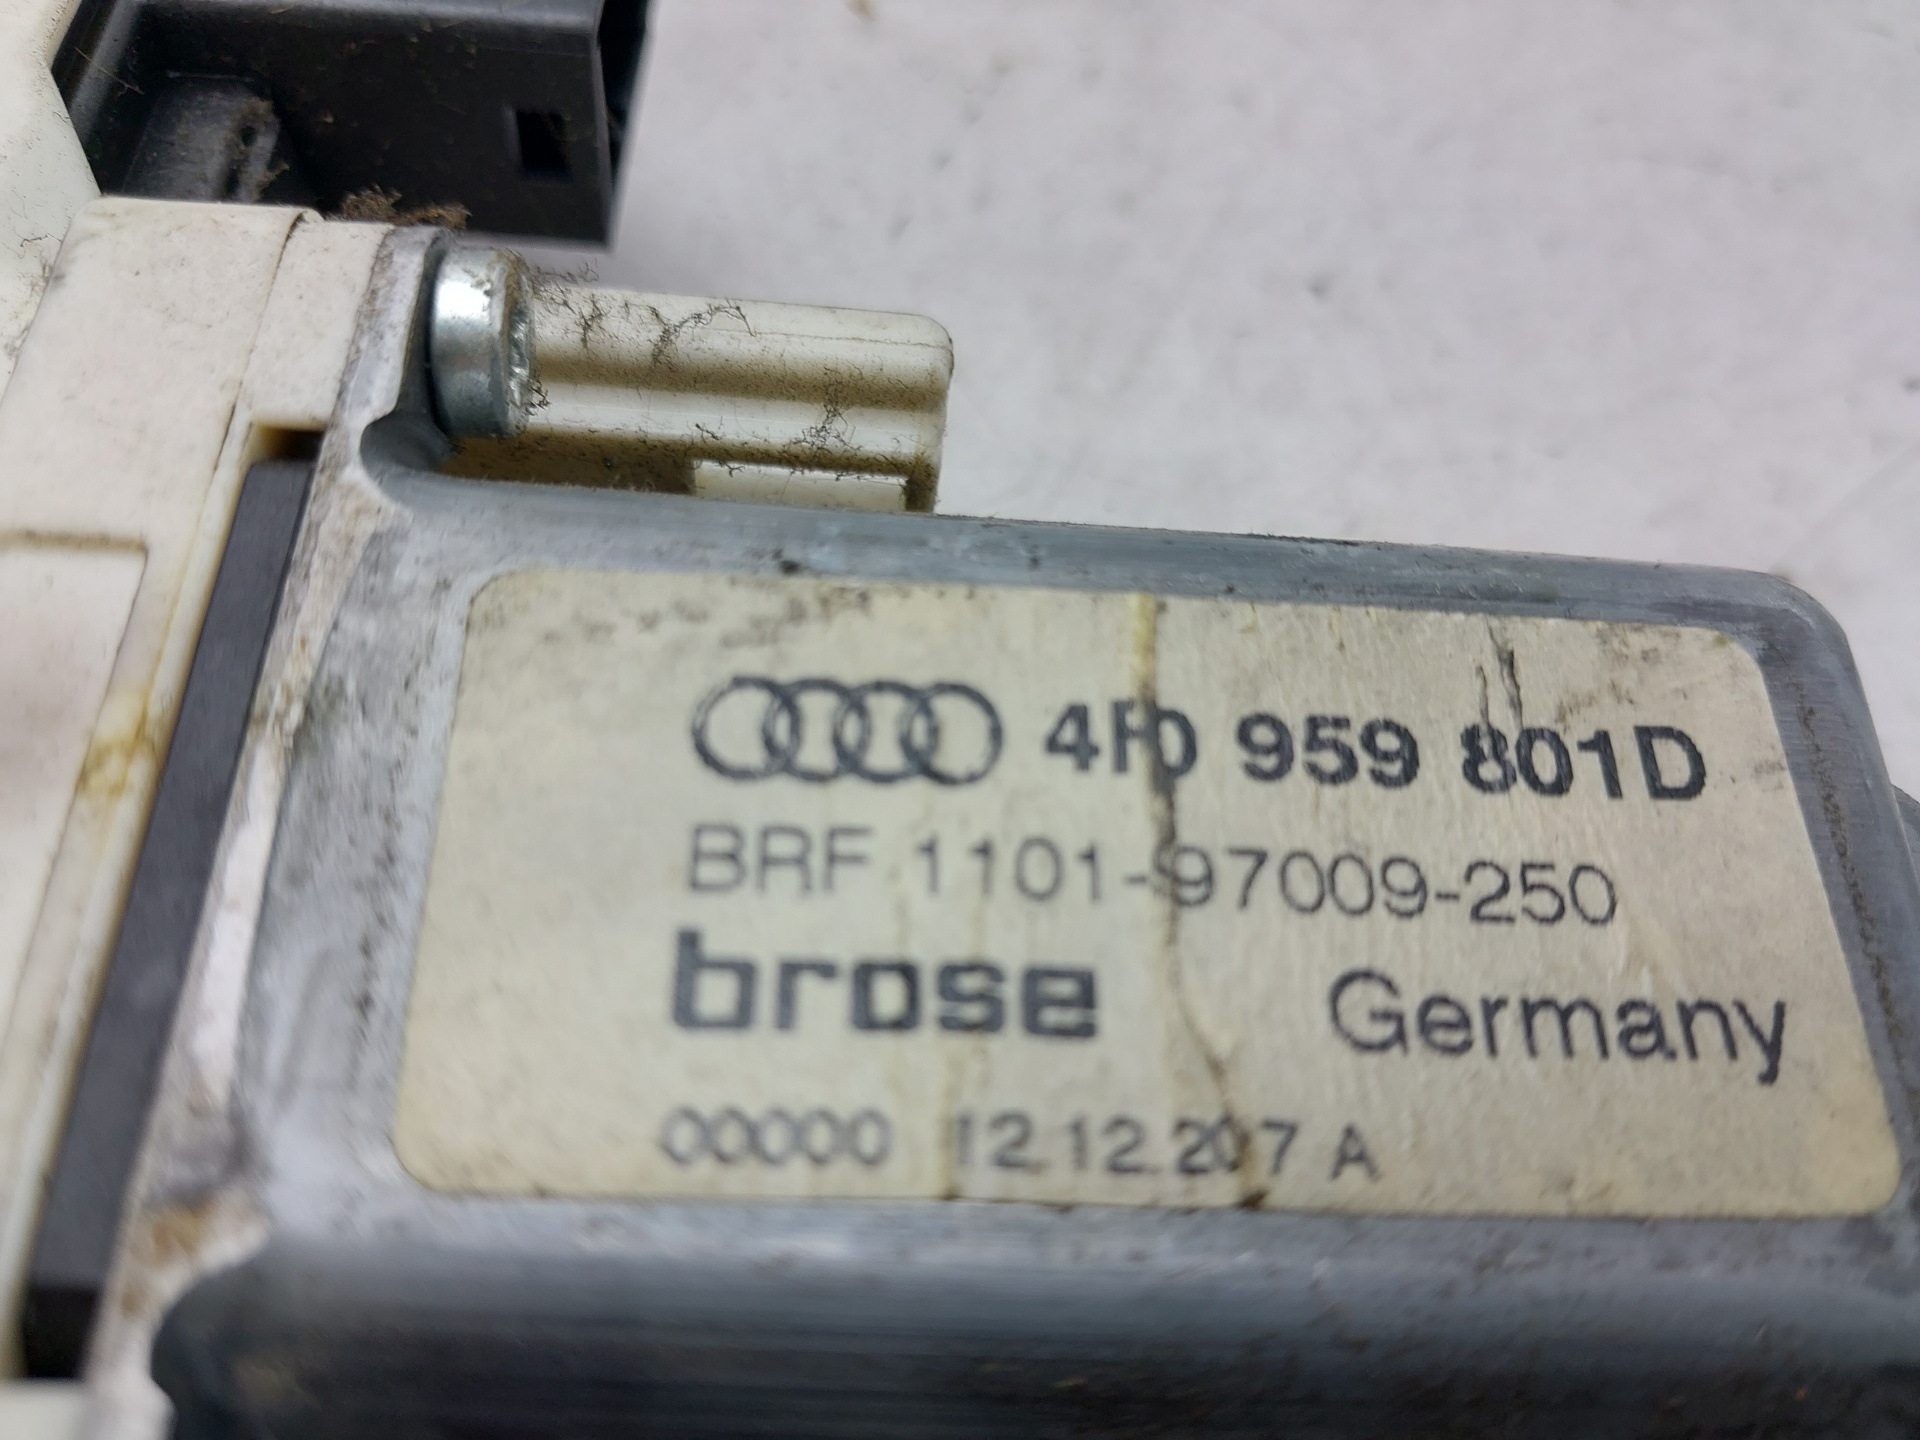 4F0 959 801D
BRF 1101-97009-250
brose Germany
00000 12.12.207 A